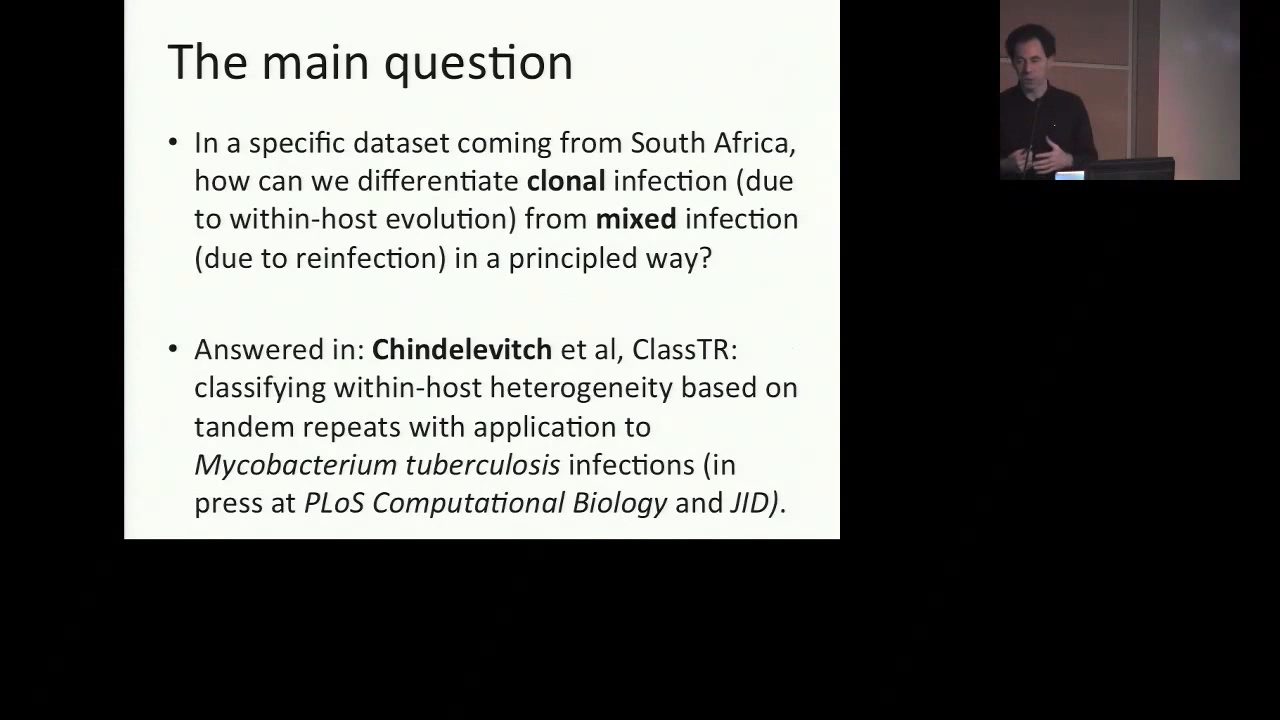 The main question
• In a specific dataset coming from South Africa,
how can we differentiate clonal infection (due
to within-host evolution) from mixed infection
(due to reinfection) in a principled way?
• Answered in: Chindelevitch et al, ClassTR:
classifying within-host heterogeneity based on
tandem repeats with application to
Mycobacterium tuberculosis infections (in
press at PLoS Computational Biology and JID).